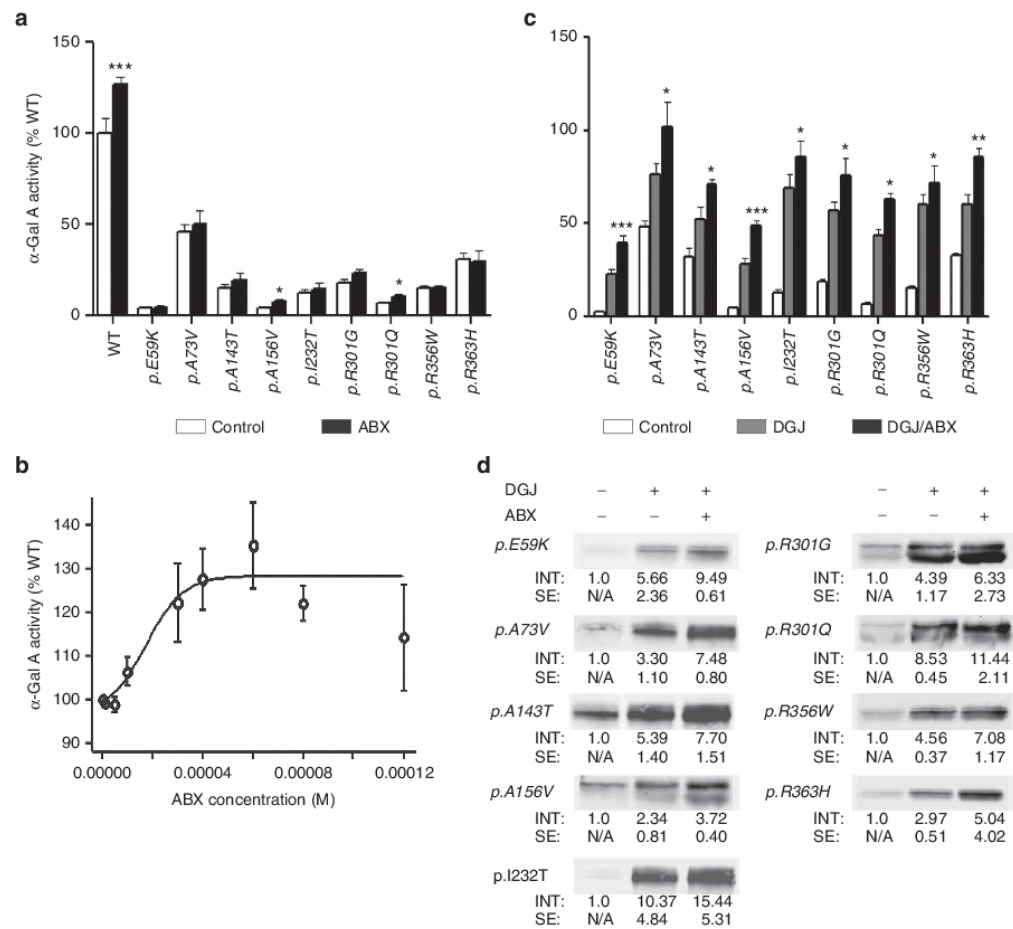 a
150
100
50
0
α-Gal A activity (% WT)
***
*
*
WT
p.E59K
p.A73V
p.A143T
p.A156V
p.I232T
p.R301G
p.R301Q
p.R356W
p.R363H
Control
ABX
c
150
100
50
0
***
*
*
***
*
*
*
*
**
p.E59K
p.A73V
p.A143T
p.A156V
p.I232T
p.R301G
p.R301Q
p.R356W
p.R363H
Control
DGJ
DGJ/ABX
b
140
130
120
110
100
90
α-Gal A activity (% WT)
0.00000
0.00004
0.00008
0.00012
ABX concentration (M)
d
DGJ – + +
ABX – – +
p.E59K
INT: 1.0 5.66 9.49
SE: N/A 2.36 0.61
p.A73V
INT: 1.0 3.30 7.48
SE: N/A 1.10 0.80
p.A143T
INT: 1.0 5.39 7.70
SE: N/A 1.40 1.51
p.A156V
INT: 1.0 2.34 3.72
SE: N/A 0.81 0.40
p.I232T
INT: 1.0 10.37 15.44
SE: N/A 4.84 5.31
– + +
– – +
p.R301G
INT: 1.0 4.39 6.33
SE: N/A 1.17 2.73
p.R301Q
INT: 1.0 8.53 11.44
SE: N/A 0.45 2.11
p.R356W
INT: 1.0 4.56 7.08
SE: N/A 0.37 1.17
p.R363H
INT: 1.0 2.97 5.04
SE: N/A 0.51 4.02